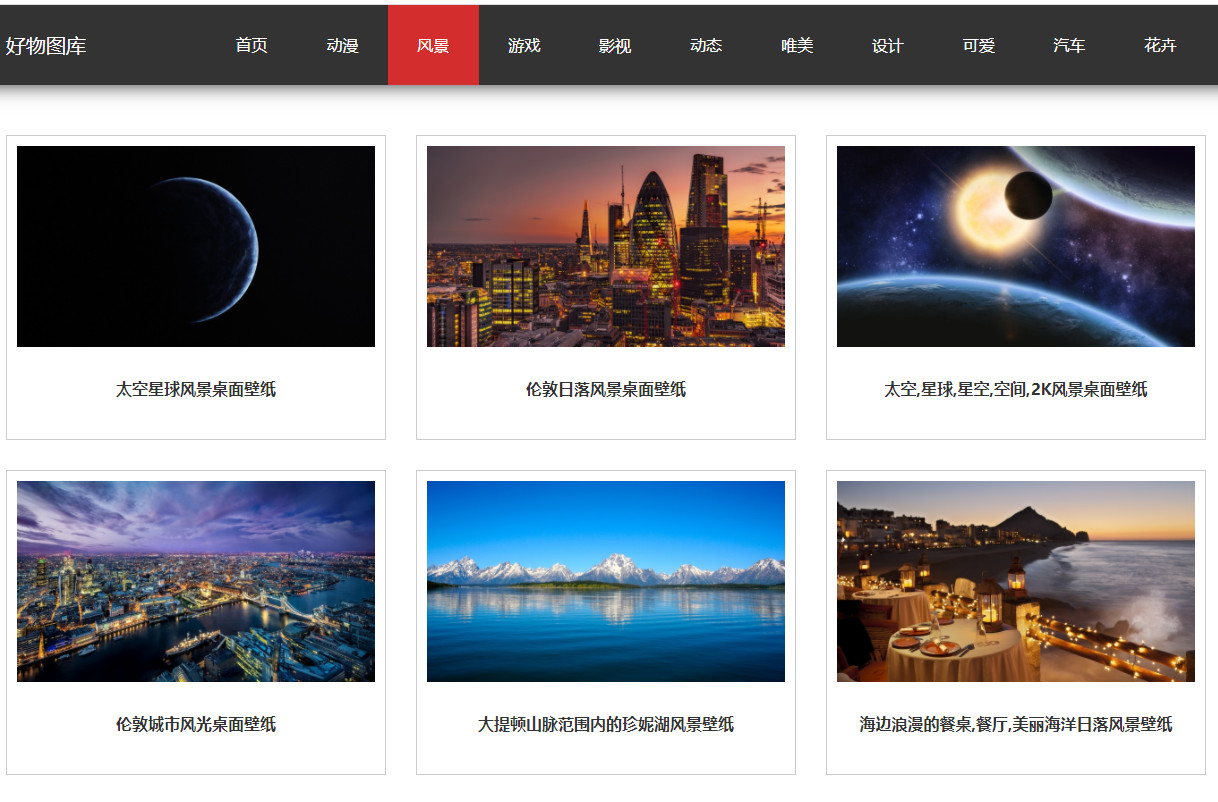 好物图库 首页 动漫 风景 游戏 影视 动态 唯美 设计 可爱 汽车 花卉
太空星球风景桌面壁纸
伦敦日落风景桌面壁纸
太空,星球,星空,空间,2K风景桌面壁纸
伦敦城市风光桌面壁纸
大提顿山脉范围内的珍妮湖风景壁纸
海边浪漫的餐桌,餐厅,美丽海洋日落风景壁纸